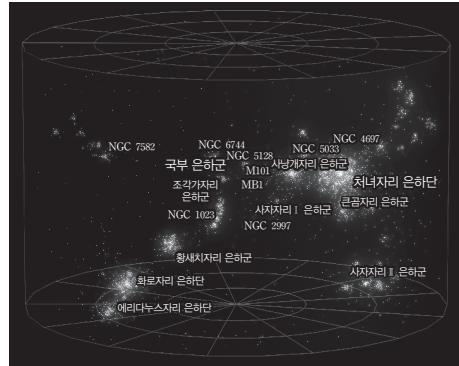 NGC 4697
NGC 6744
NGC 5033
NGC 7582
NGC 5128
국부 은하군
M101
사냥개자리 은하군
조각가자리
은하군
MB1
처녀자리 은하단
큰곰자리 은하군
사자자리 I 은하군
NGC 1023
NGC 2997
황새치자리 은하군
사자자리 II 은하군
화로자리 은하단
에리다누스자리 은하단